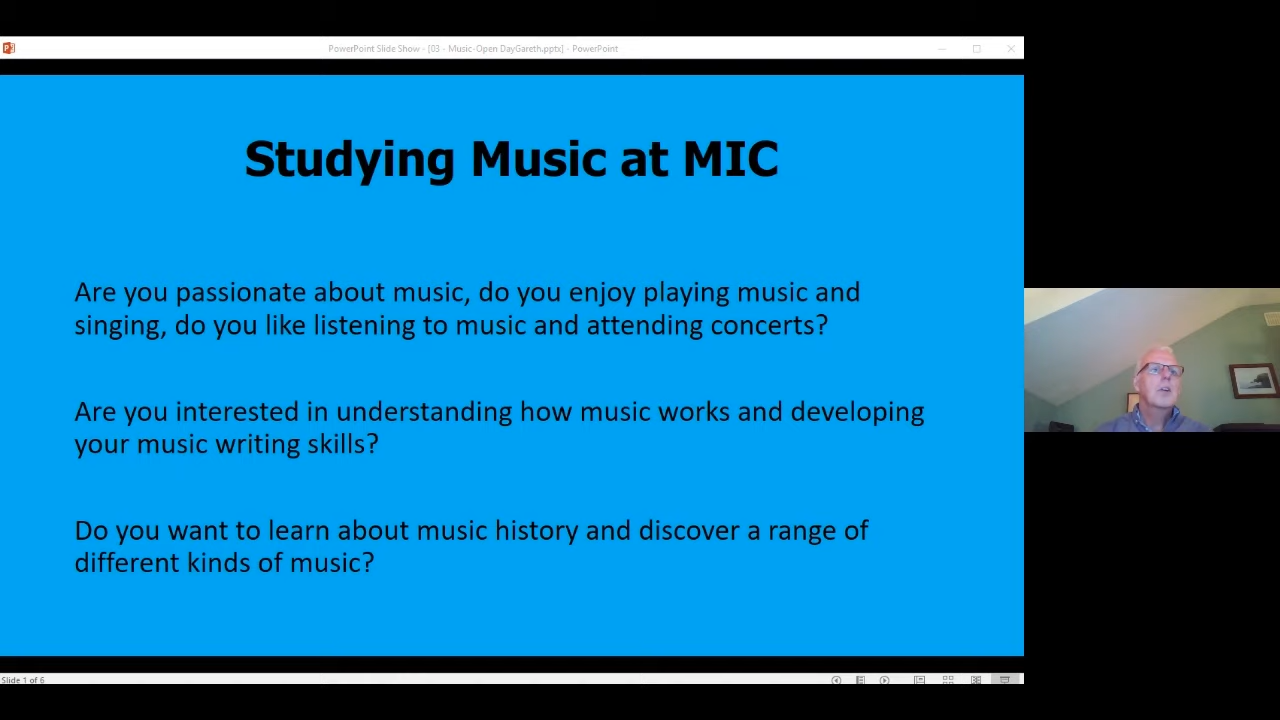 PowerPoint Slide Show - [03 - Music-Open DayGareth.pptx] - PowerPoint
Studying Music at MIC
Are you passionate about music, do you enjoy playing music and
singing, do you like listening to music and attending concerts?
Are you interested in understanding how music works and developing
your music writing skills?
Do you want to learn about music history and discover a range of
different kinds of music?
Slide 1 of 6